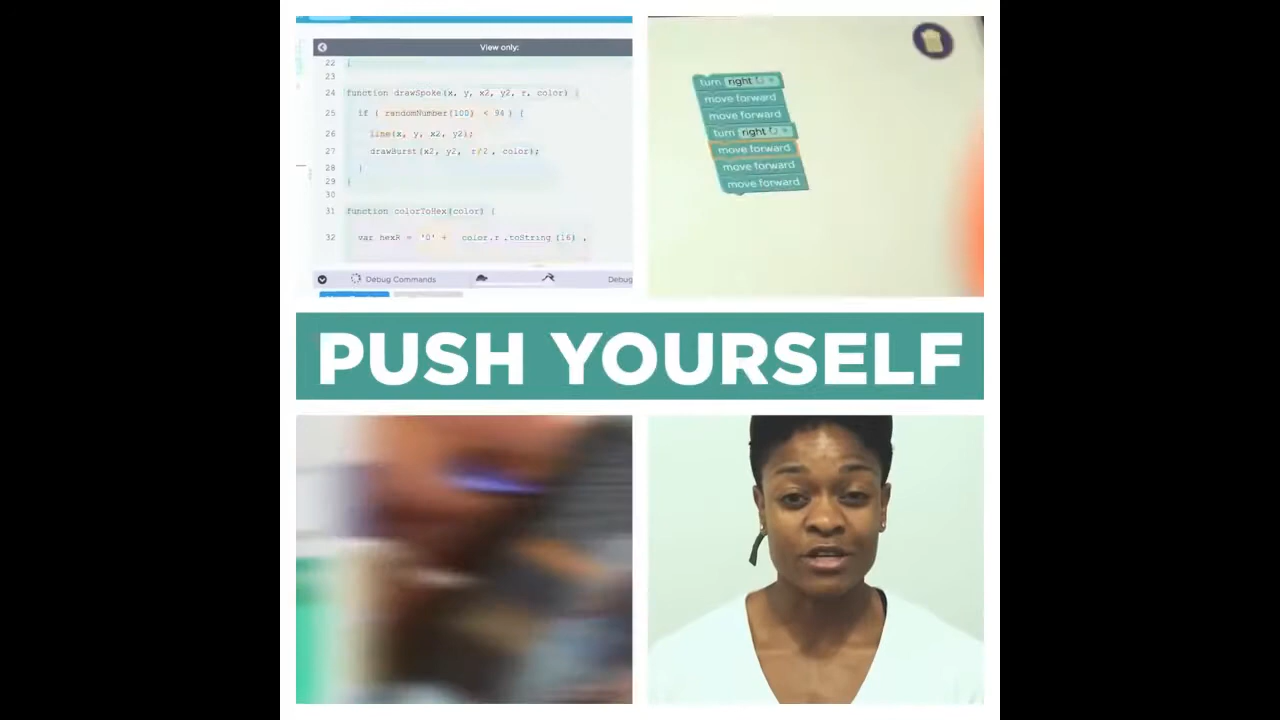 View only:
22 }
23
24 function drawSpoke(x, y, x2, y2, r, color) {
25 if ( randomNumber(100) < 94 ) {
26 line(x, y, x2, y2);
27 drawBurst(x2, y2, r/2 , color);
28 }
29 }
30
31 function colorToHex(color) {
32 var hexR = '0' + color.r .toString (16) ,
Debug Commands
Debug
turn right
move forward
move forward
turn right
move forward
move forward
move forward
PUSH YOURSELF